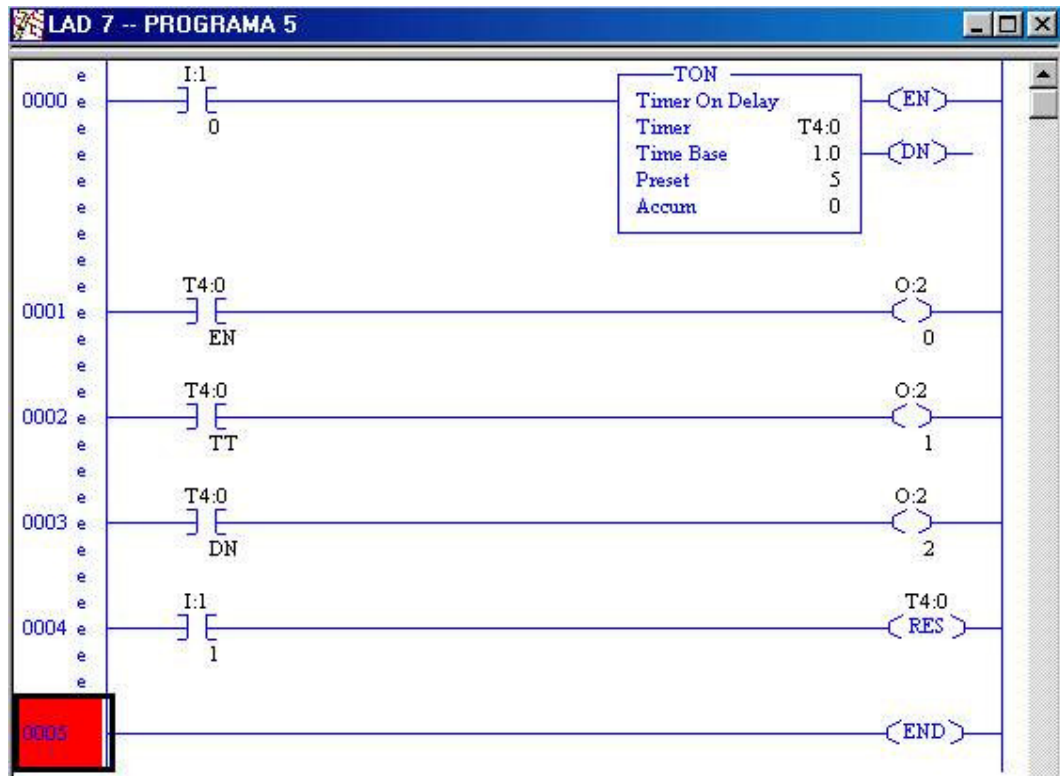 LAD 7 -- PROGRAMA 5
e
I:1
TON
0000 e
Timer On Delay
EN
e
0
Timer T4:0
e
Time Base 1.0
DN
e
Preset 5
e
Accum 0
e
e
e
T4:0
O:2
0001 e
e
EN
0
e
e
T4:0
O:2
0002 e
e
TT
1
e
e
T4:0
O:2
0003 e
e
DN
2
e
e
I:1
T4:0
0004 e
RES
e
1
e
0005
END